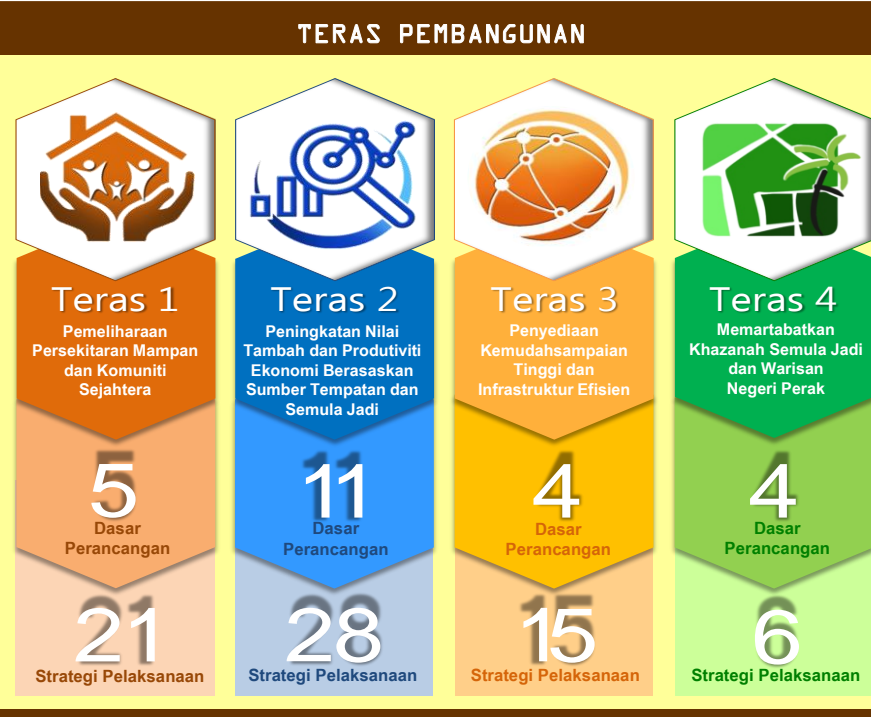 TERAS PEMBANGUNAN
Teras 1
Pemeliharaan
Persekitaran Mampan
dan Komuniti
Sejahtera
5
Dasar
Perancangan
21
Strategi Pelaksanaan
Teras 2
Peningkatan Nilai
Tambah dan Produtiviti
Ekonomi Berasaskan
Sumber Tempatan dan
Semula Jadi
11
Dasar
Perancangan
28
Strategi Pelaksanaan
Teras 3
Penyediaan
Kemudahsampaian
Tinggi dan
Infrastruktur Efisien
4
Dasar
Perancangan
15
Strategi Pelaksanaan
Teras 4
Memartabatkan
Khazanah Semula Jadi
dan Warisan
Negeri Perak
4
Dasar
Perancangan
6
Strategi Pelaksanaan